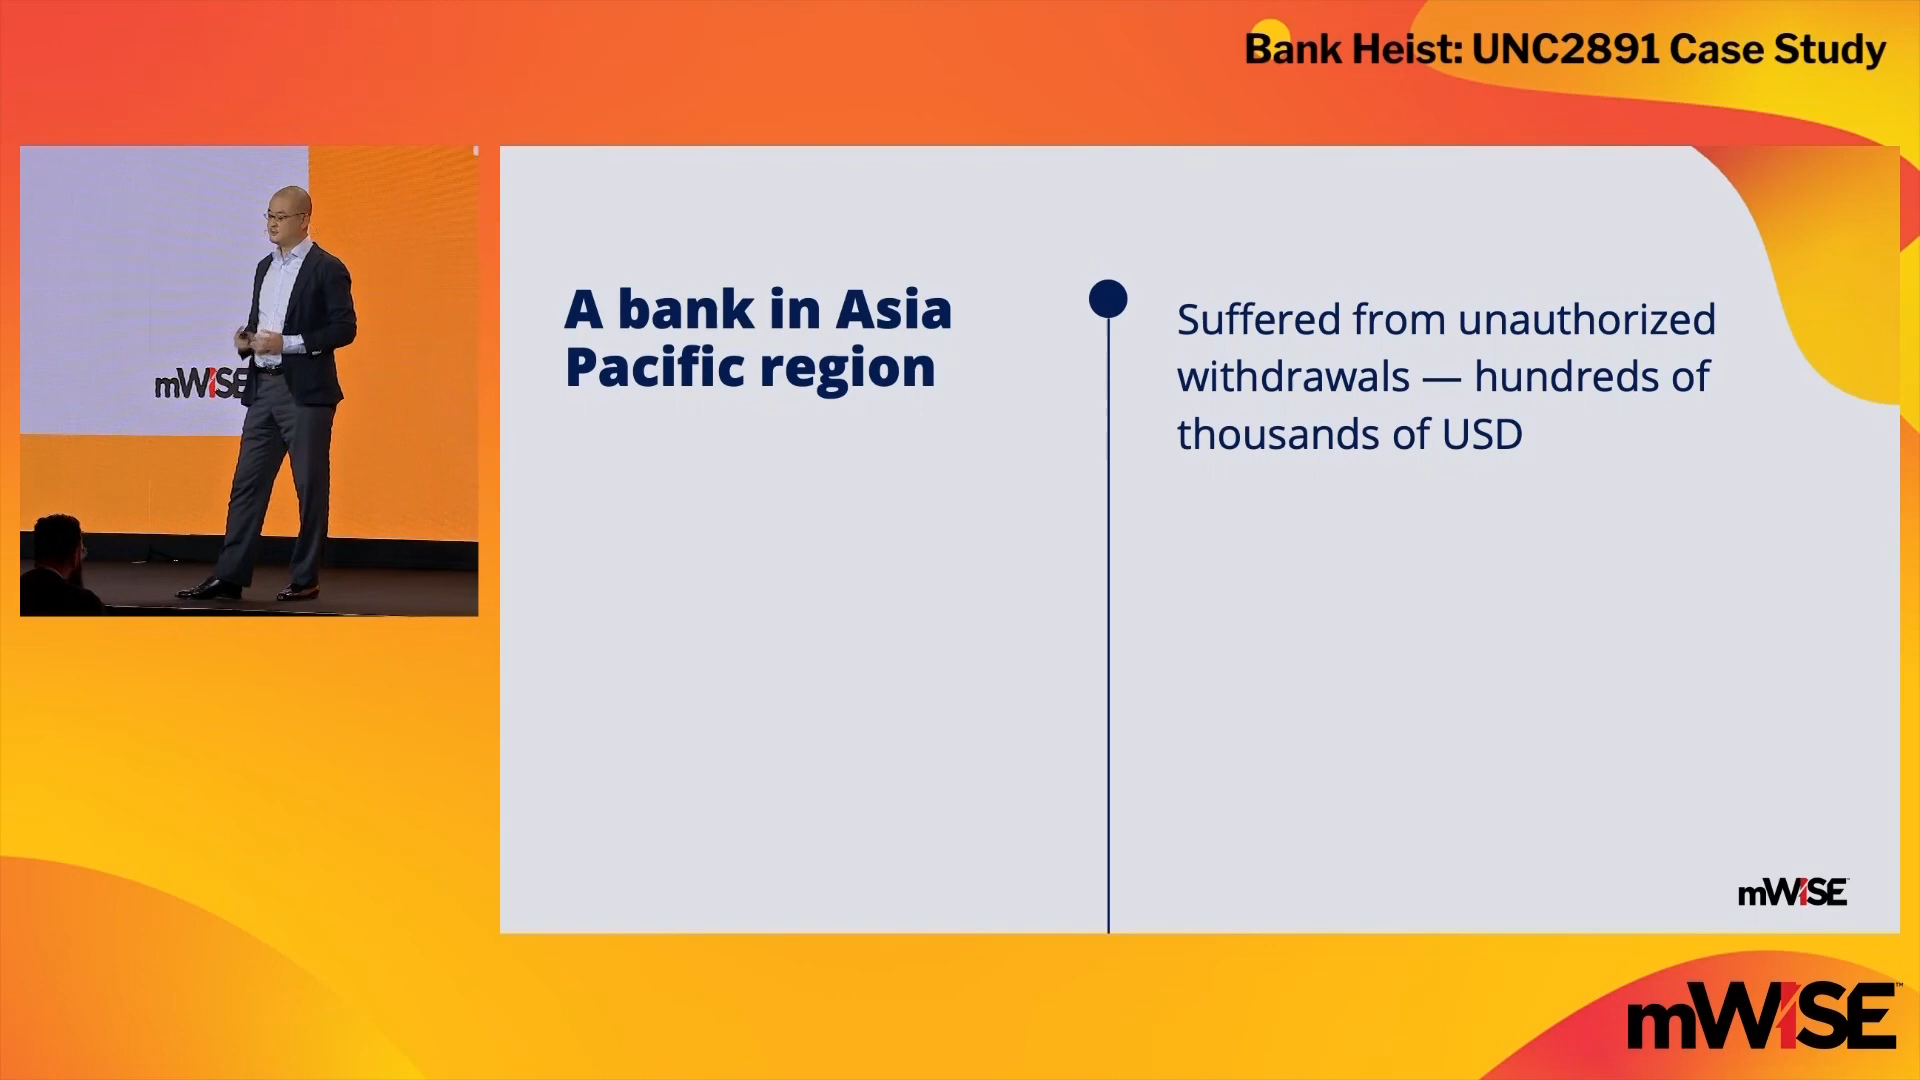 Bank Heist: UNC2891 Case Study
mWISE
A bank in Asia
Pacific region
Suffered from unauthorized
withdrawals — hundreds of
thousands of USD
mWISE
mWISE™